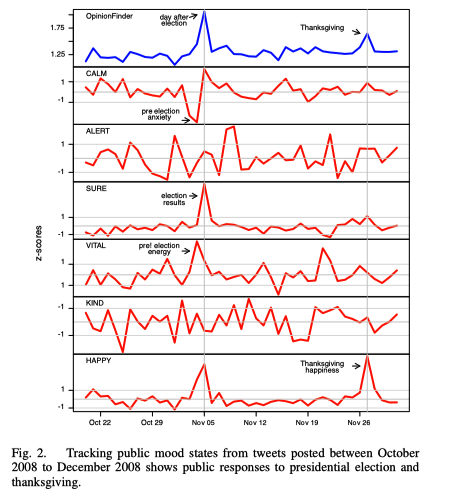 OpinionFinder
day after
election
Thanksgiving
1.75
1.25
CALM
1
-1
pre election
anxiety
ALERT
1
-1
SURE
election
results
1
-1
z-scores
VITAL
pre! election
energy
1
1
KIND
-1
-1
HAPPY
Thanksgiving
happiness
1
-1
Oct 22 Oct 29 Nov 05 Nov 12 Nov 19 Nov 26
Fig. 2. Tracking public mood states from tweets posted between October
2008 to December 2008 shows public responses to presidential election and
thanksgiving.